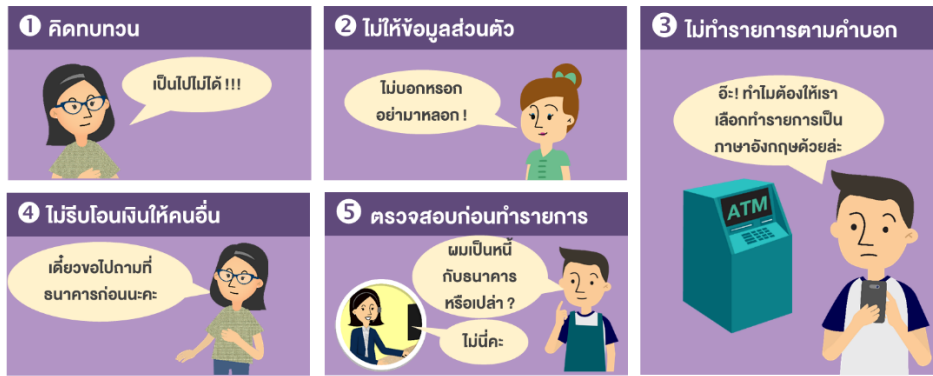 1 คิดทบทวน
เป็นไปไม่ได้ !!!
2 ไม่ให้ข้อมูลส่วนตัว
ไม่บอกหรอก
อย่ามาหลอก !
3 ไม่ทำรายการตามคำบอก
อ๊ะ! ทำไมต้องให้เรา
เลือกทำรายการเป็น
ภาษาอังกฤษด้วยล่ะ
ATM
4 ไม่รีบโอนเงินให้คนอื่น
เดี๋ยวขอไปถามที่
ธนาคารก่อนนะคะ
5 ตรวจสอบก่อนทำรายการ
ผมเป็นหนี้
กับธนาคาร
หรือเปล่า ?
ไม่นี่คะ